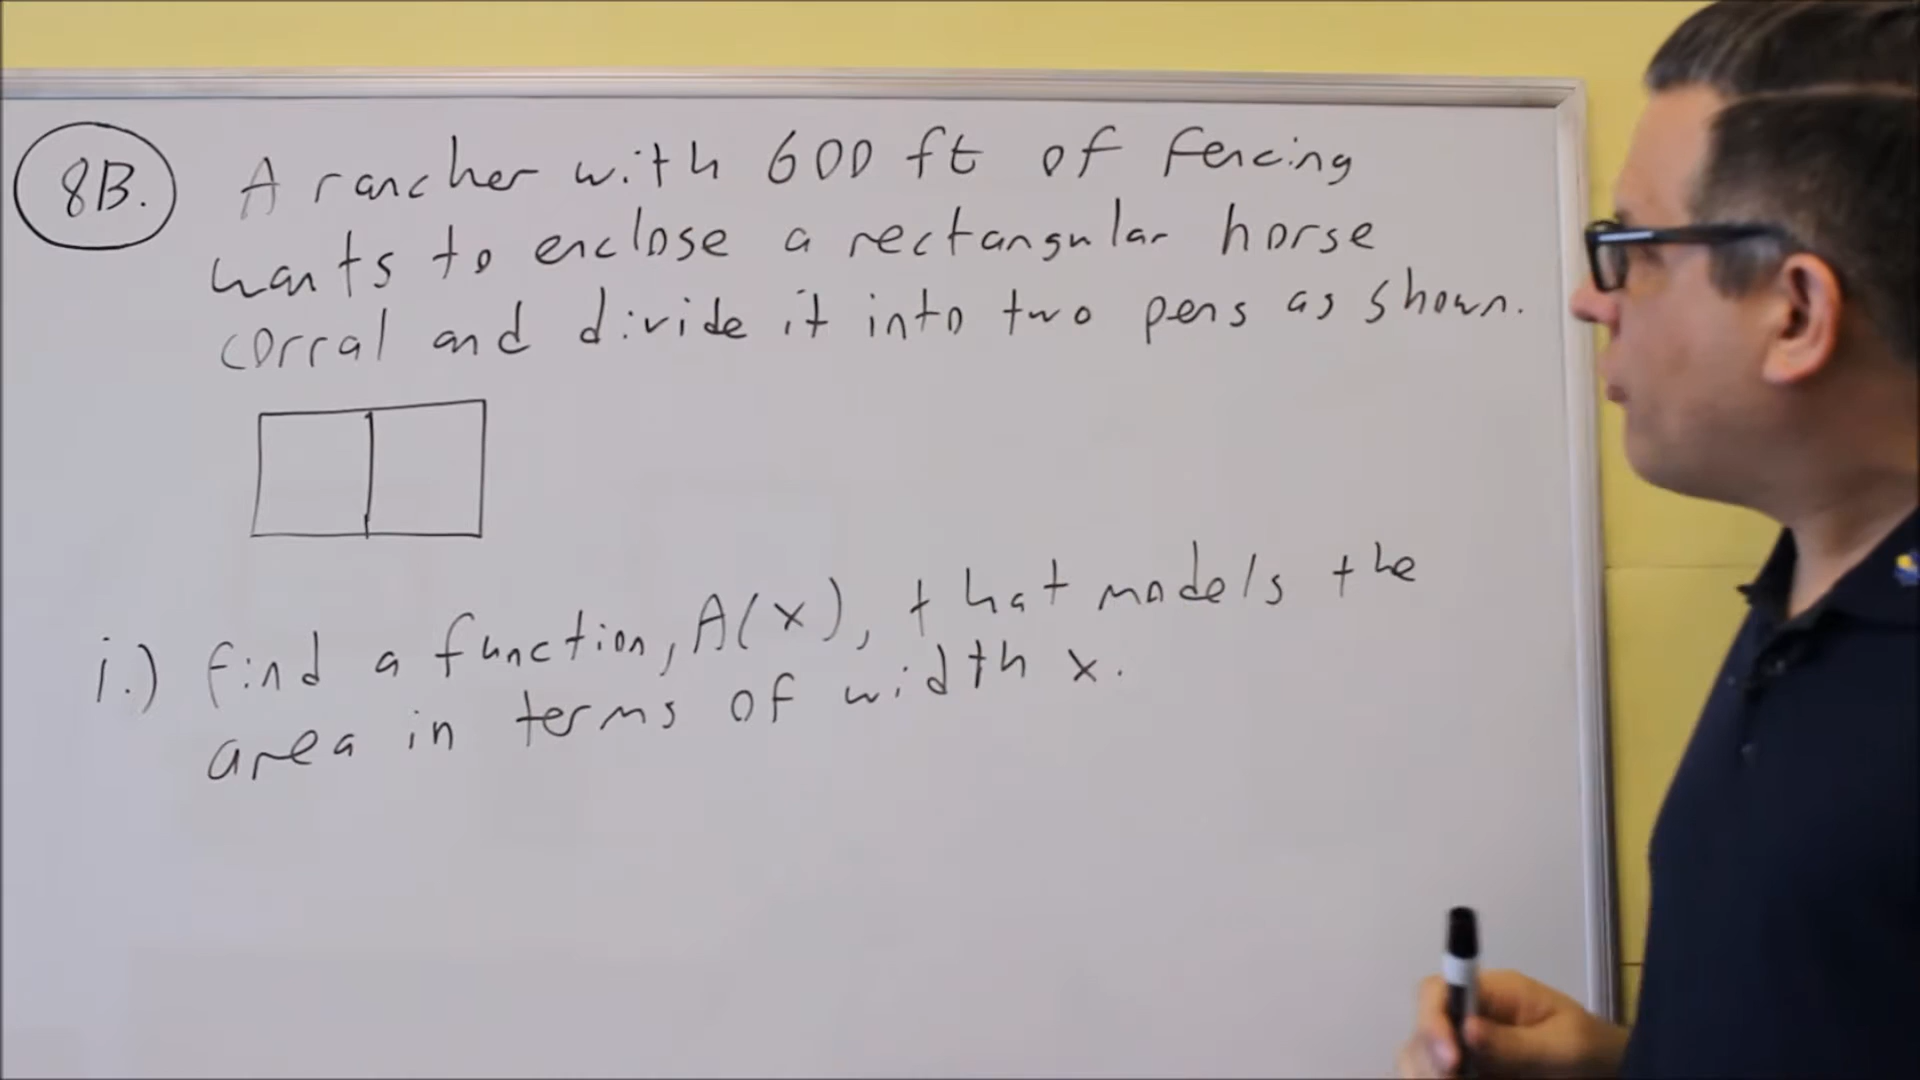 8B. A rancher with 600 ft of fencing
wants to enclose a rectangular horse
corral and divide it into two pens as shown.
i.) find a function, A(x), that models the
area in terms of width x.